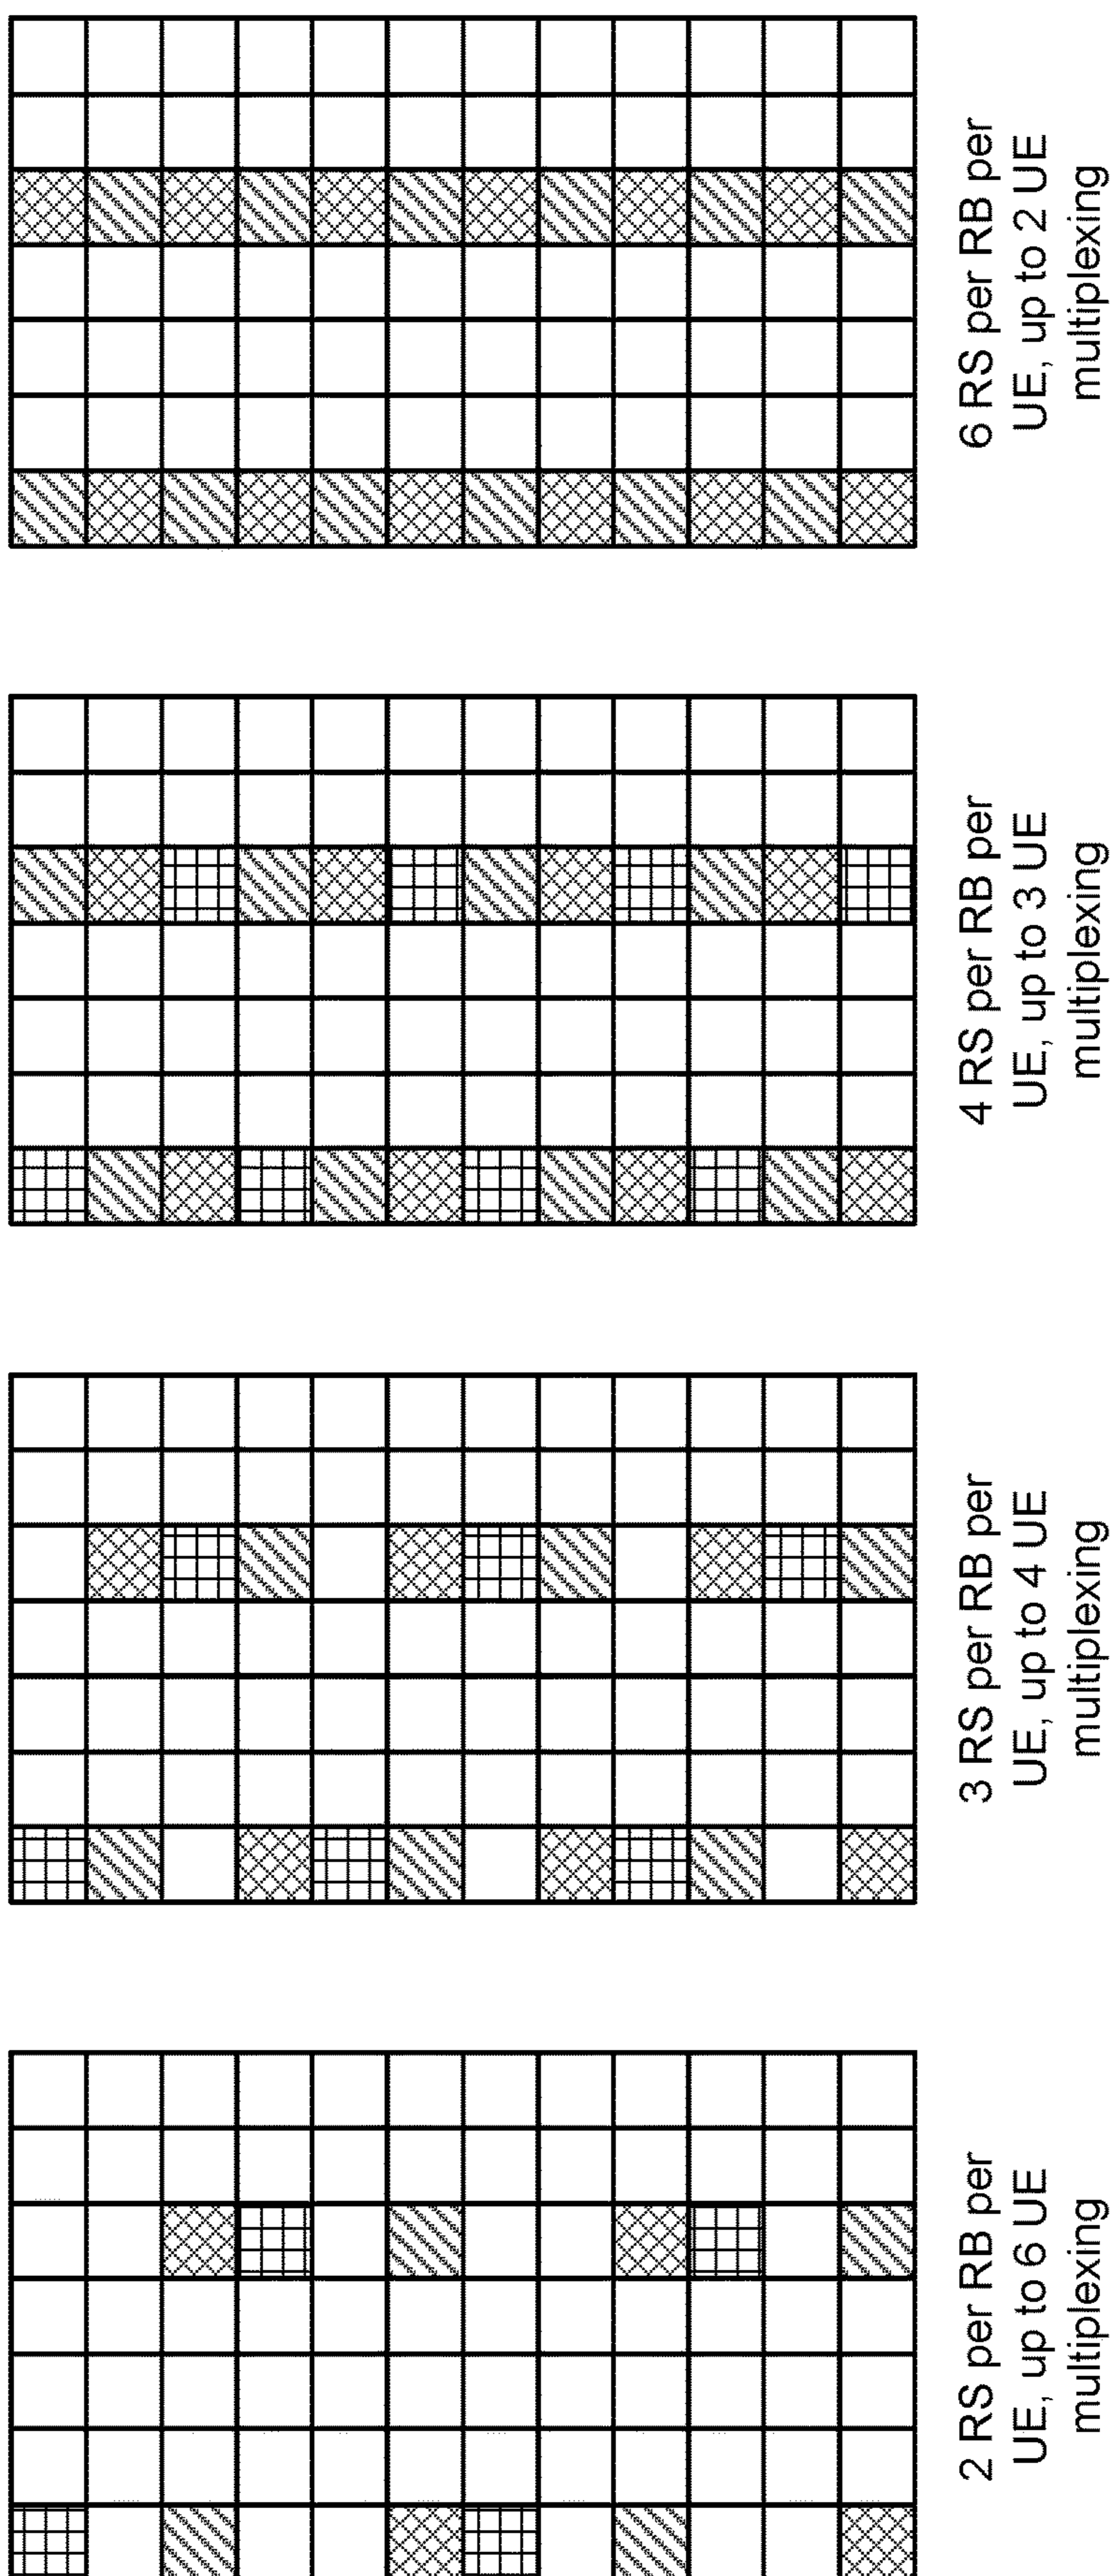 2 RS per RB per
UE, up to 6 UE
multiplexing
3 RS per RB per
UE, up to 4 UE
multiplexing
4 RS per RB per
UE, up to 3 UE
multiplexing
6 RS per RB per
UE, up to 2 UE
multiplexing